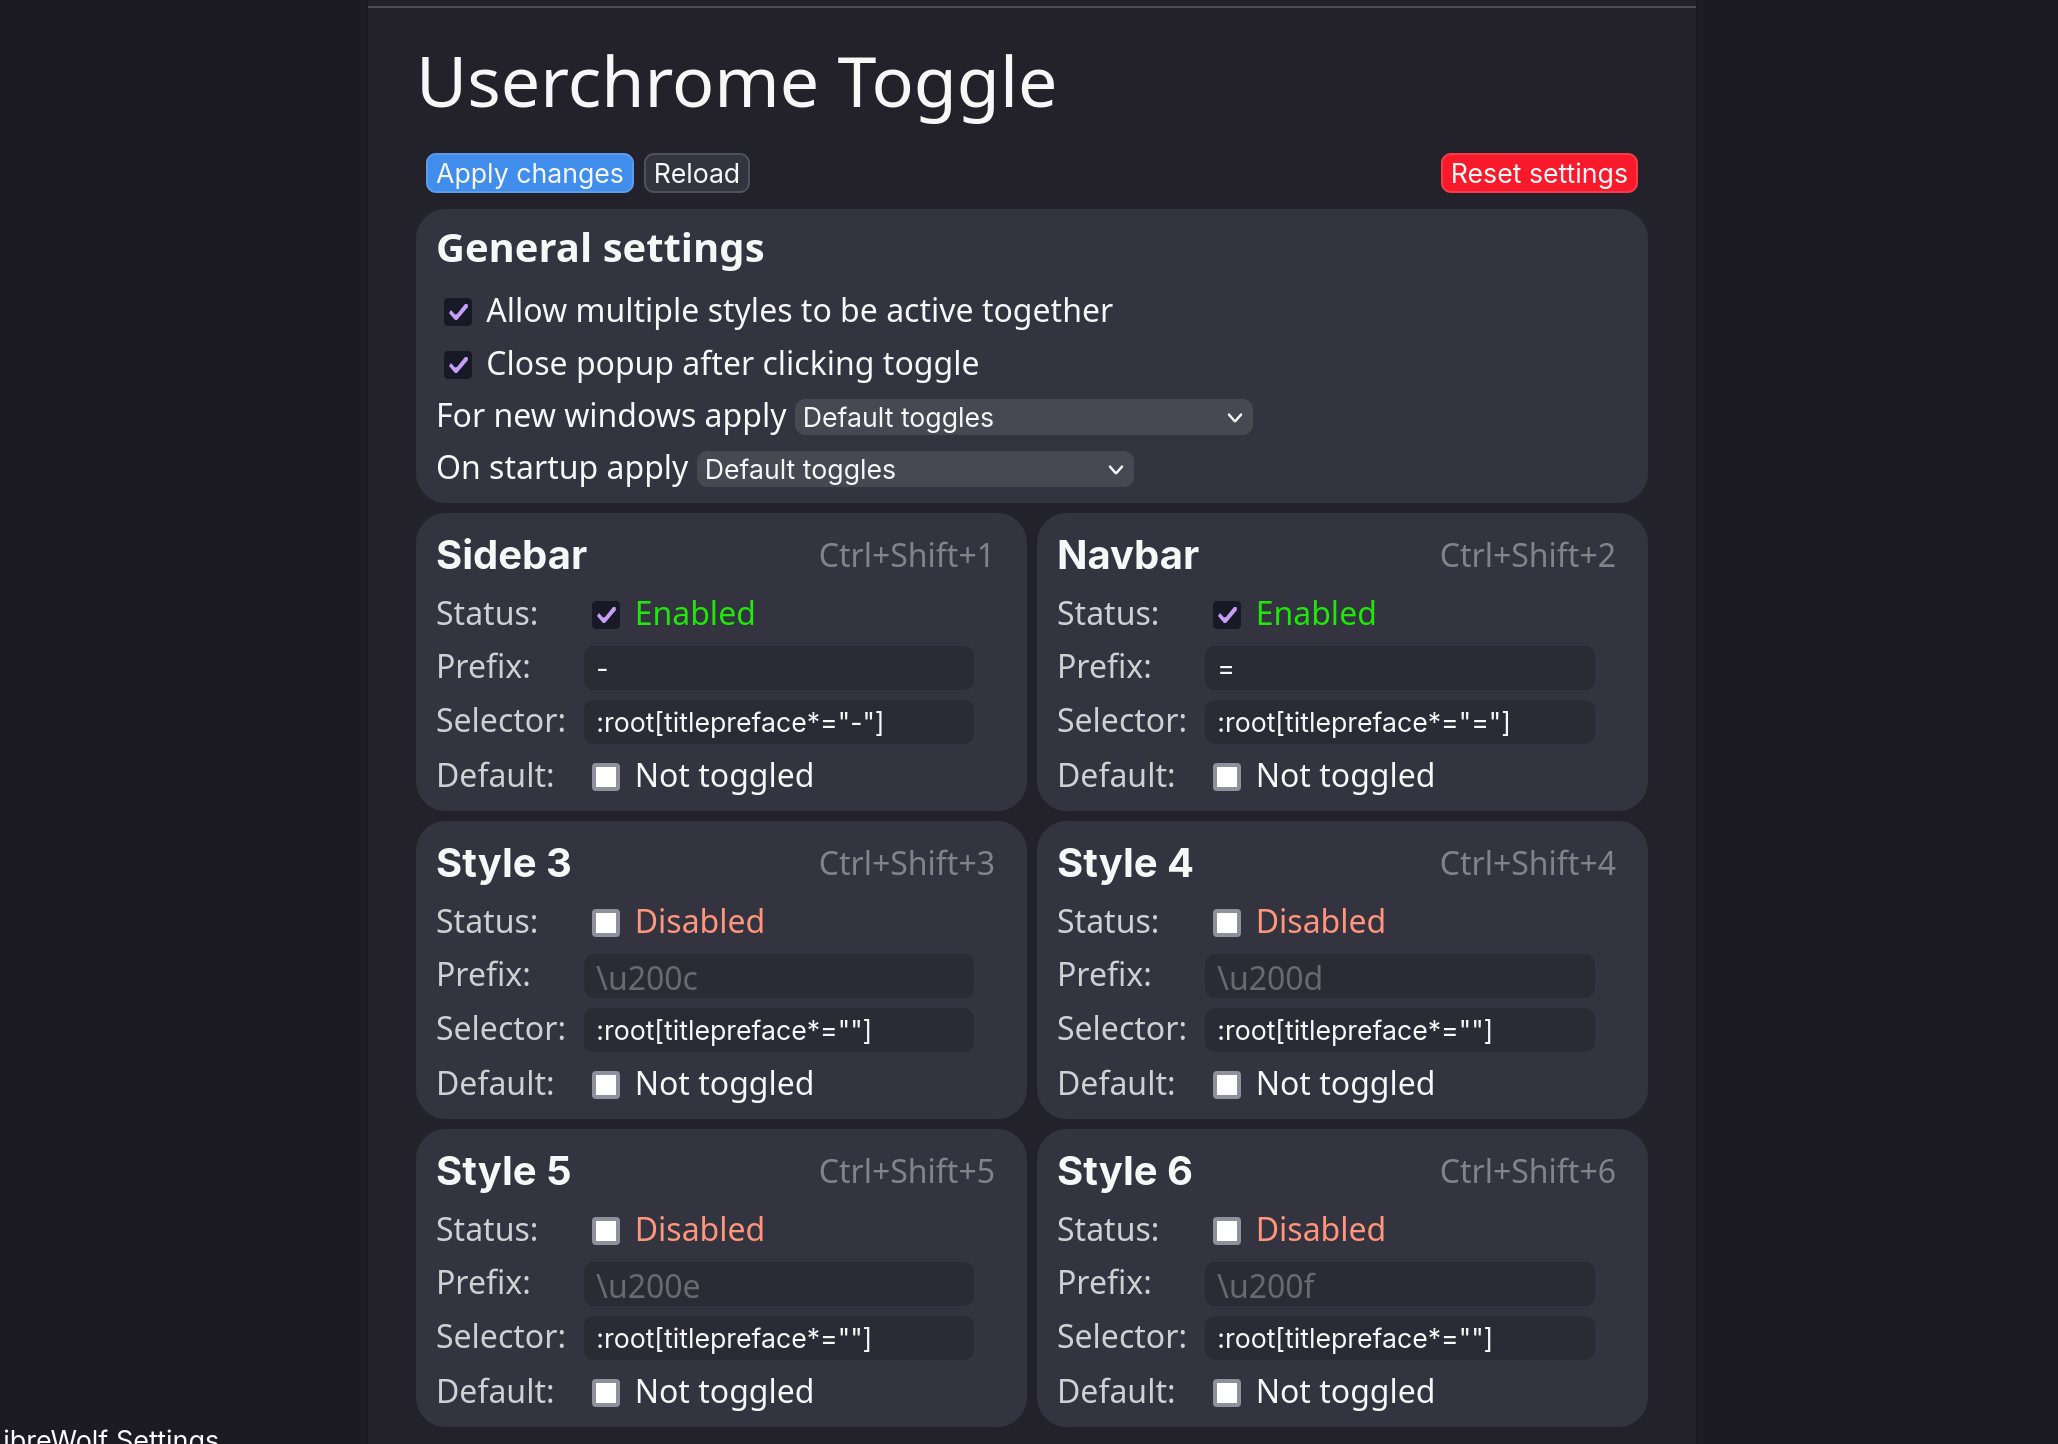 Userchrome Toggle
Apply changes Reload Reset settings
General settings
Allow multiple styles to be active together
Close popup after clicking toggle
For new windows apply Default toggles
On startup apply Default toggles
Sidebar Ctrl+Shift+1
Status: Enabled
Prefix: -
Selector: :root[titlepreface*="-"]
Default: Not toggled
Navbar Ctrl+Shift+2
Status: Enabled
Prefix: =
Selector: :root[titlepreface*="="]
Default: Not toggled
Style 3 Ctrl+Shift+3
Status: Disabled
Prefix: \u200c
Selector: :root[titlepreface*=""]
Default: Not toggled
Style 4 Ctrl+Shift+4
Status: Disabled
Prefix: \u200d
Selector: :root[titlepreface*=""]
Default: Not toggled
Style 5 Ctrl+Shift+5
Status: Disabled
Prefix: \u200e
Selector: :root[titlepreface*=""]
Default: Not toggled
Style 6 Ctrl+Shift+6
Status: Disabled
Prefix: \u200f
Selector: :root[titlepreface*=""]
Default: Not toggled
ibreWolf Settings